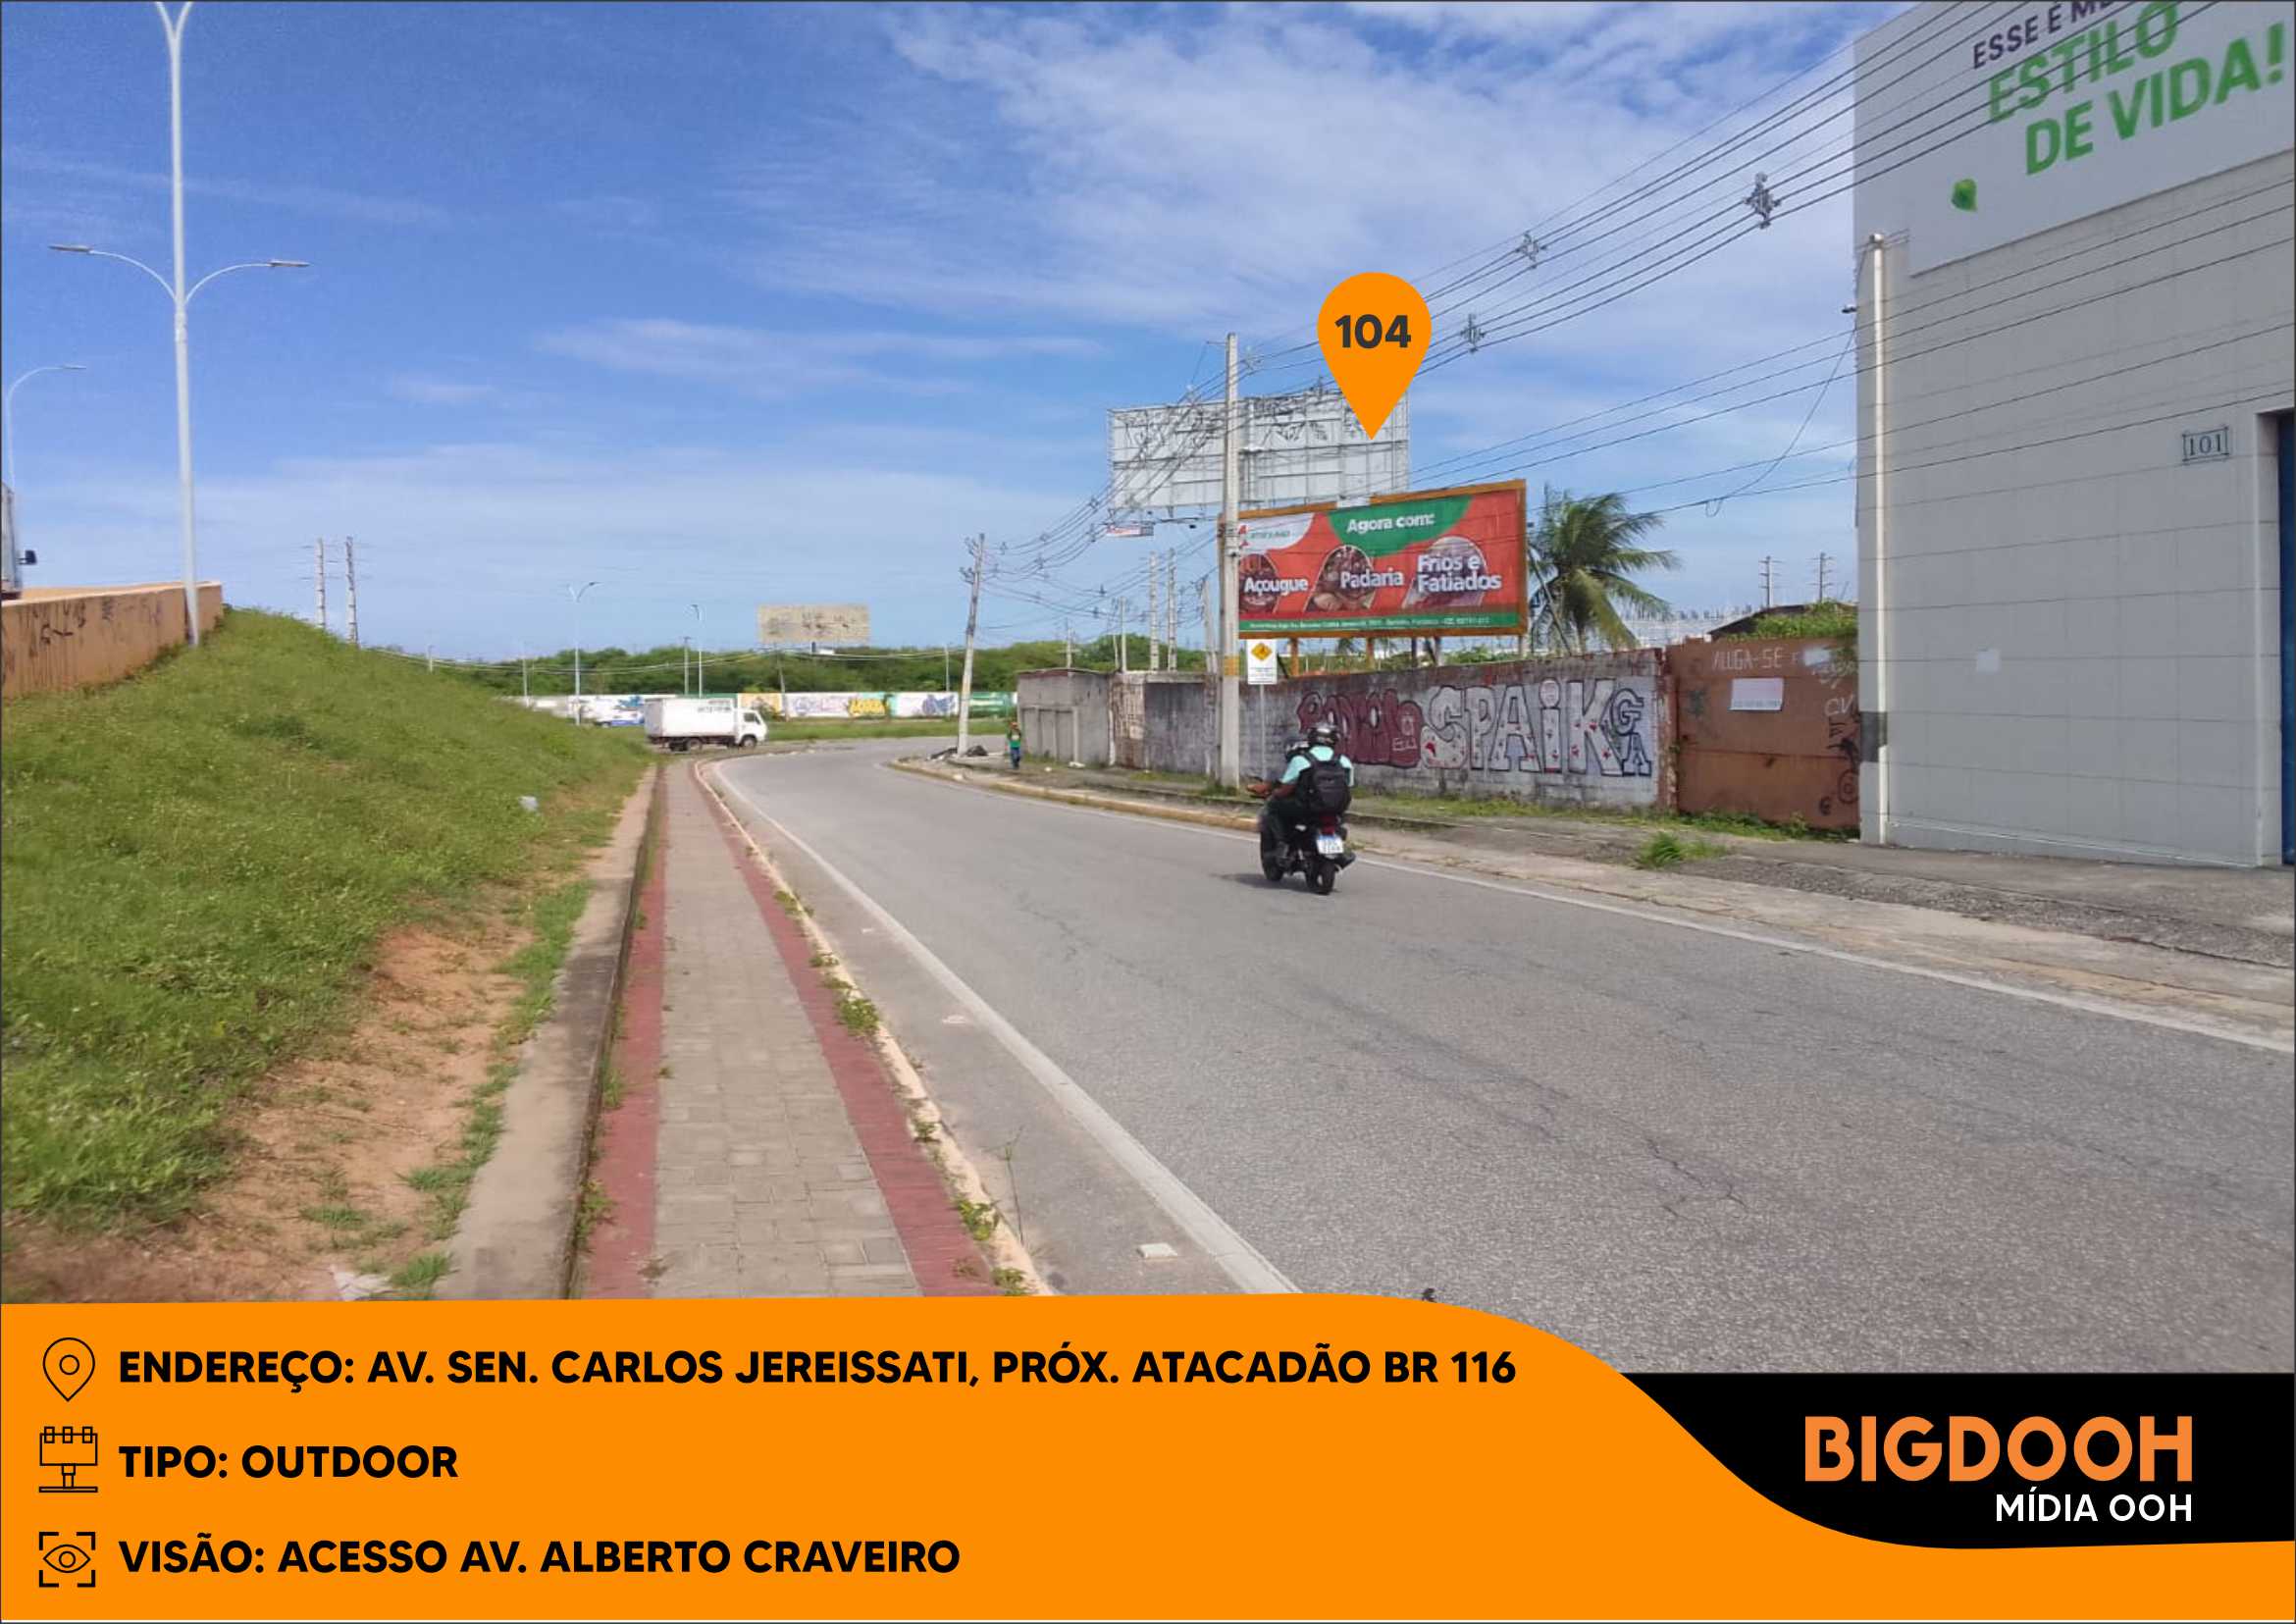 ESSE É
ESTILO
DE VIDA!
104
101
Agora com:
Açougue
Padaria
Frios e
Fatiados
ALUGA-SE
SPAIK
ENDEREÇO: AV. SEN. CARLOS JEREISSATI, PRÓX. ATACADÃO BR 116
TIPO: OUTDOOR
VISÃO: ACESSO AV. ALBERTO CRAVEIRO
BIGDOOH
MÍDIA OOH